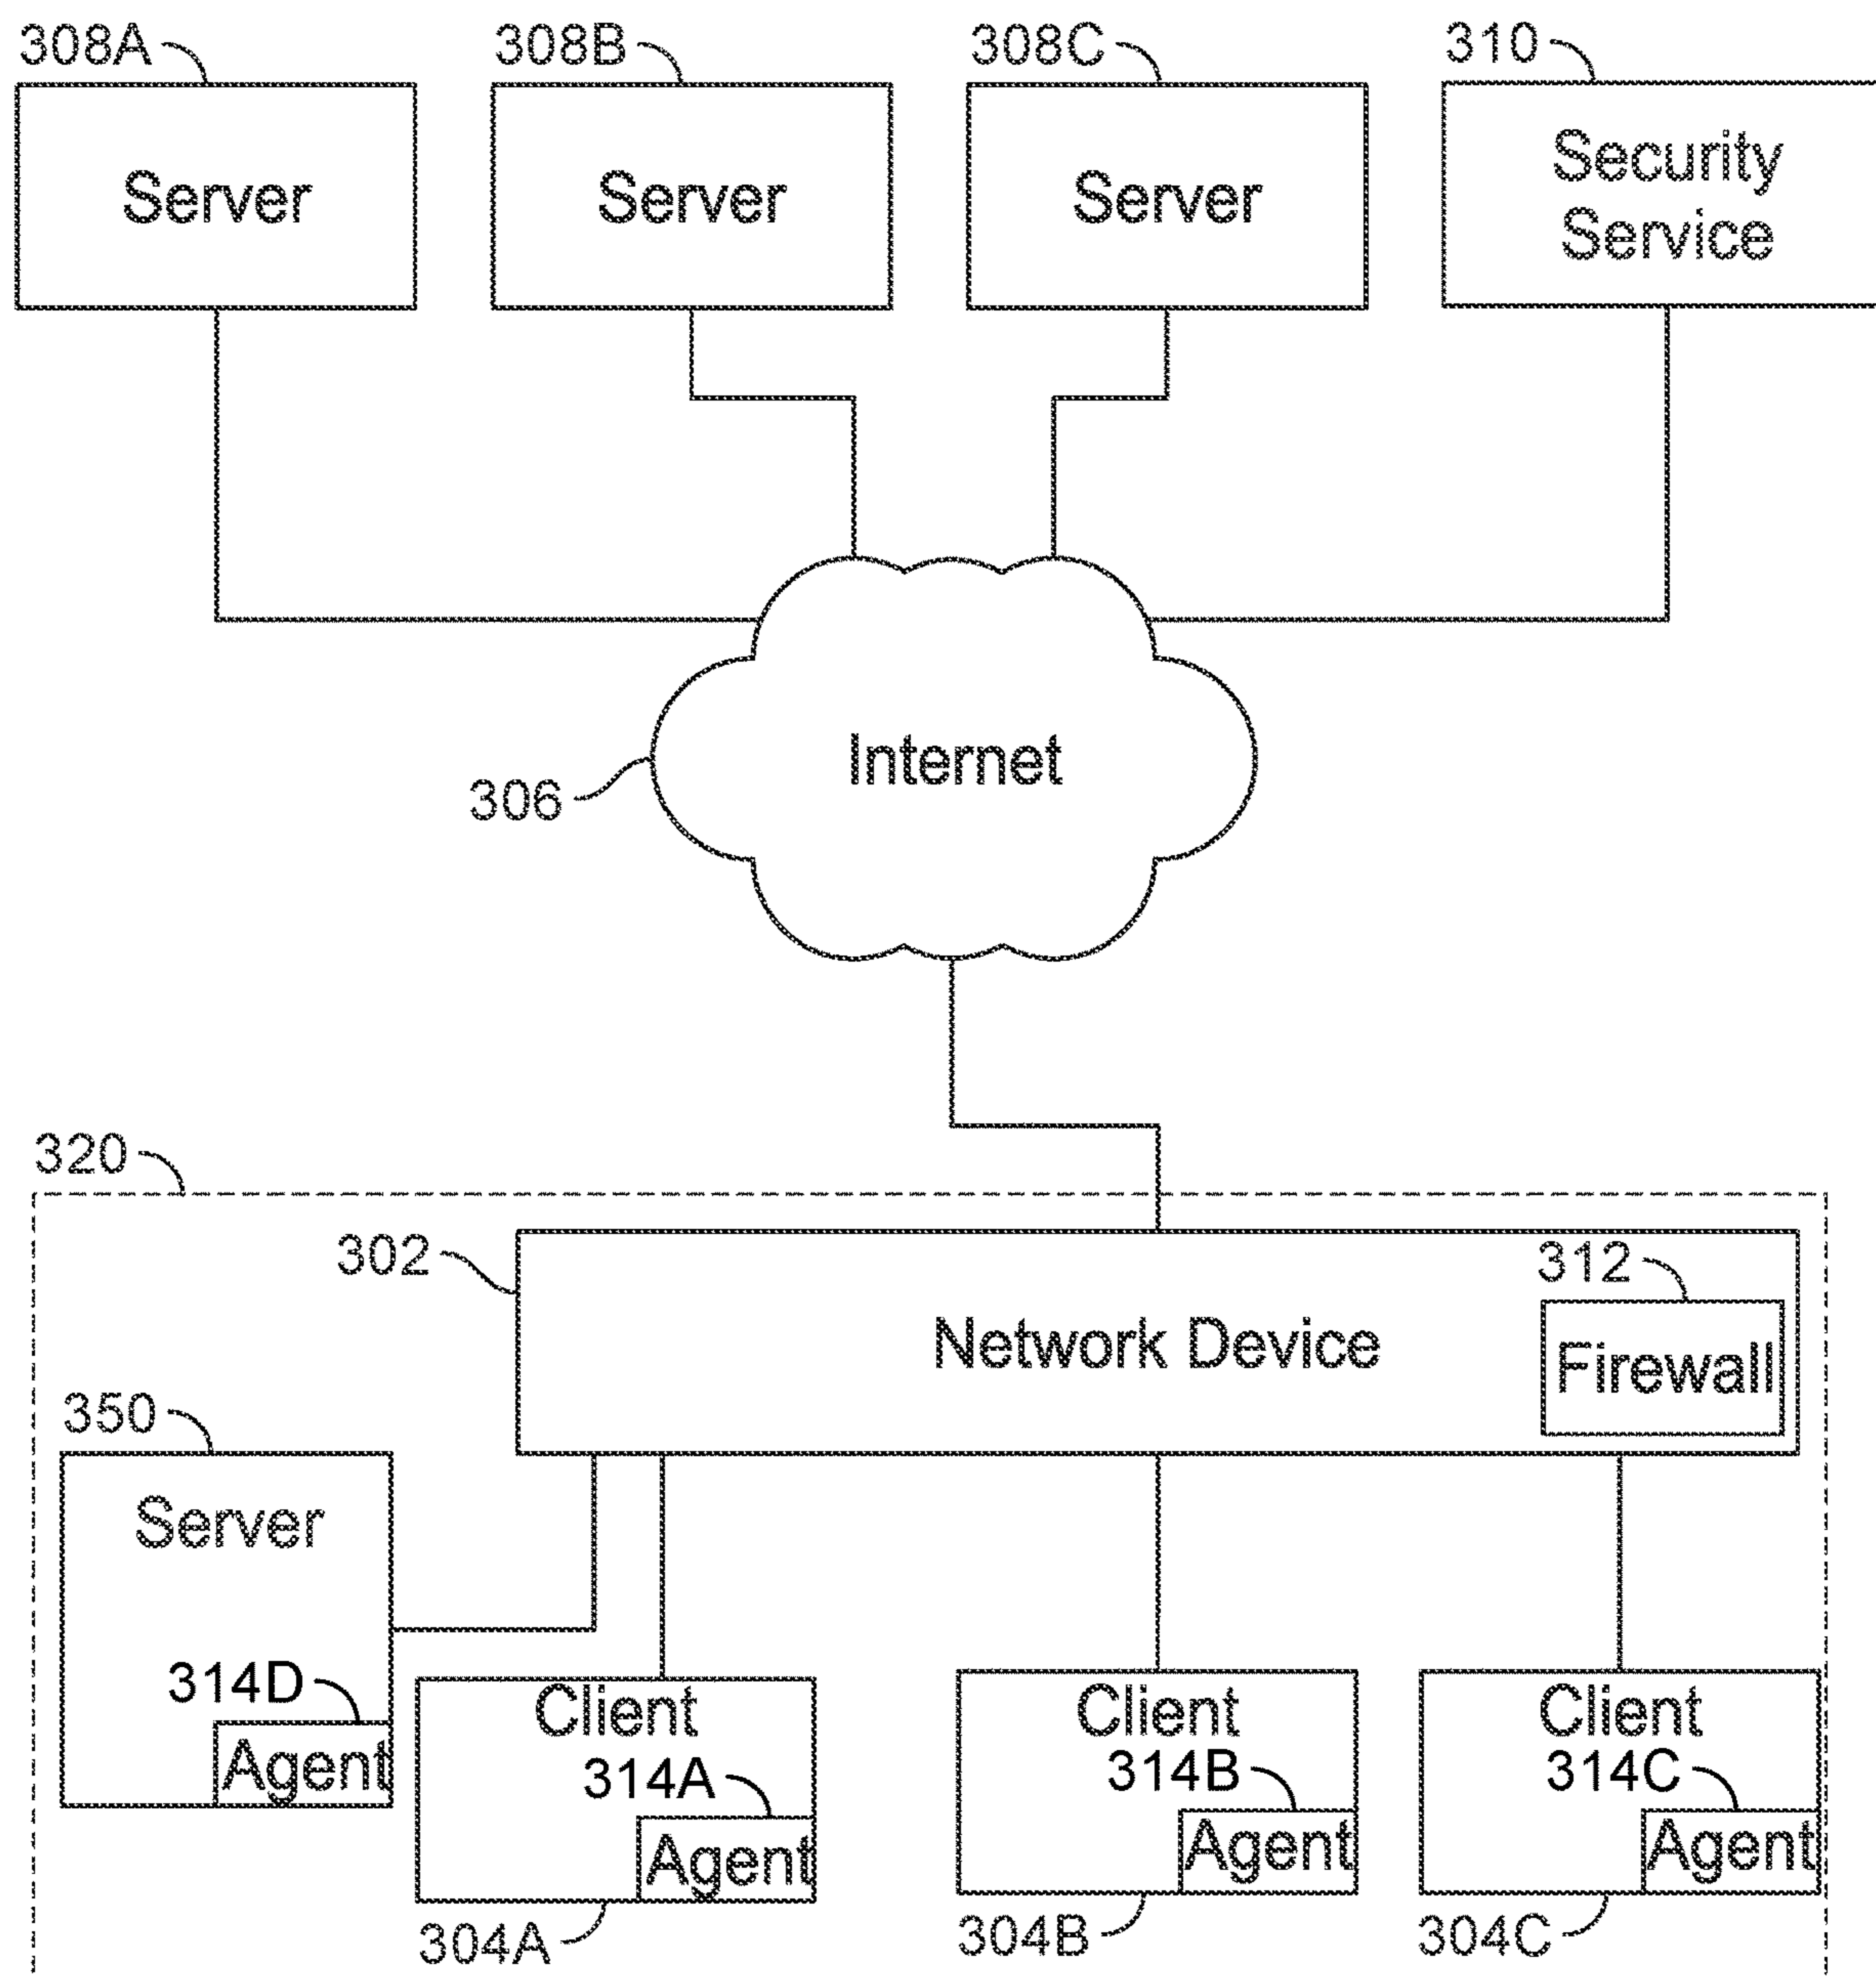 308A
308B
308C
310
Server
Server
Server
Security
Service
Internet
306
320
302
312
Network Device
Firewall
350
Server
314D
Agent
Client
314A
Agent
304A
Client
314B
Agent
304B
Client
314C
Agent
304C